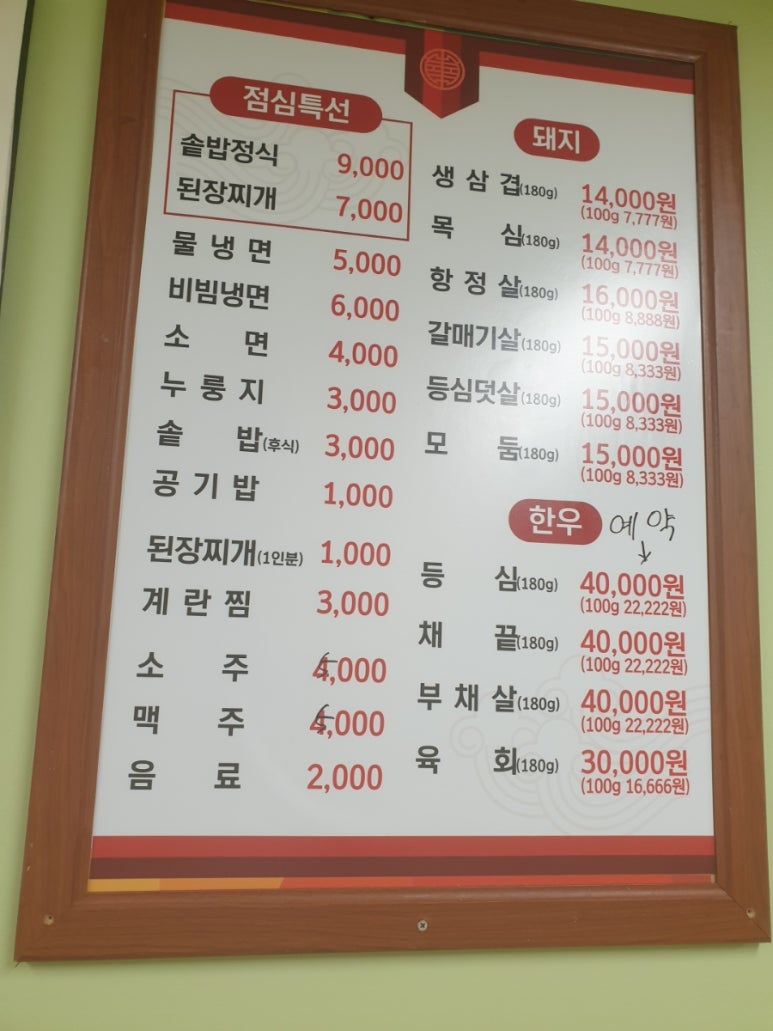 점심특선
솥밥정식 9,000
된장찌개 7,000
물냉면 5,000
비빔냉면 6,000
소면 4,000
누룽지 3,000
솥밥(후식) 3,000
공기밥 1,000
된장찌개(1인분) 1,000
계란찜 3,000
소주 5,000
맥주 5,000
음료 2,000
돼지
생삼겹(180g) 14,000원
(100g 7,777원)
목심(180g) 14,000원
(100g 7,777원)
항정살(180g) 16,000원
(100g 8,888원)
갈매기살(180g) 15,000원
(100g 8,333원)
등심덧살(180g) 15,000원
(100g 8,333원)
모둠(180g) 15,000원
(100g 8,333원)
한우 예약
등심(180g) 40,000원
(100g 22,222원)
채끝(180g) 40,000원
(100g 22,222원)
부채살(180g) 40,000원
(100g 22,222원)
육회(180g) 30,000원
(100g 16,666원)